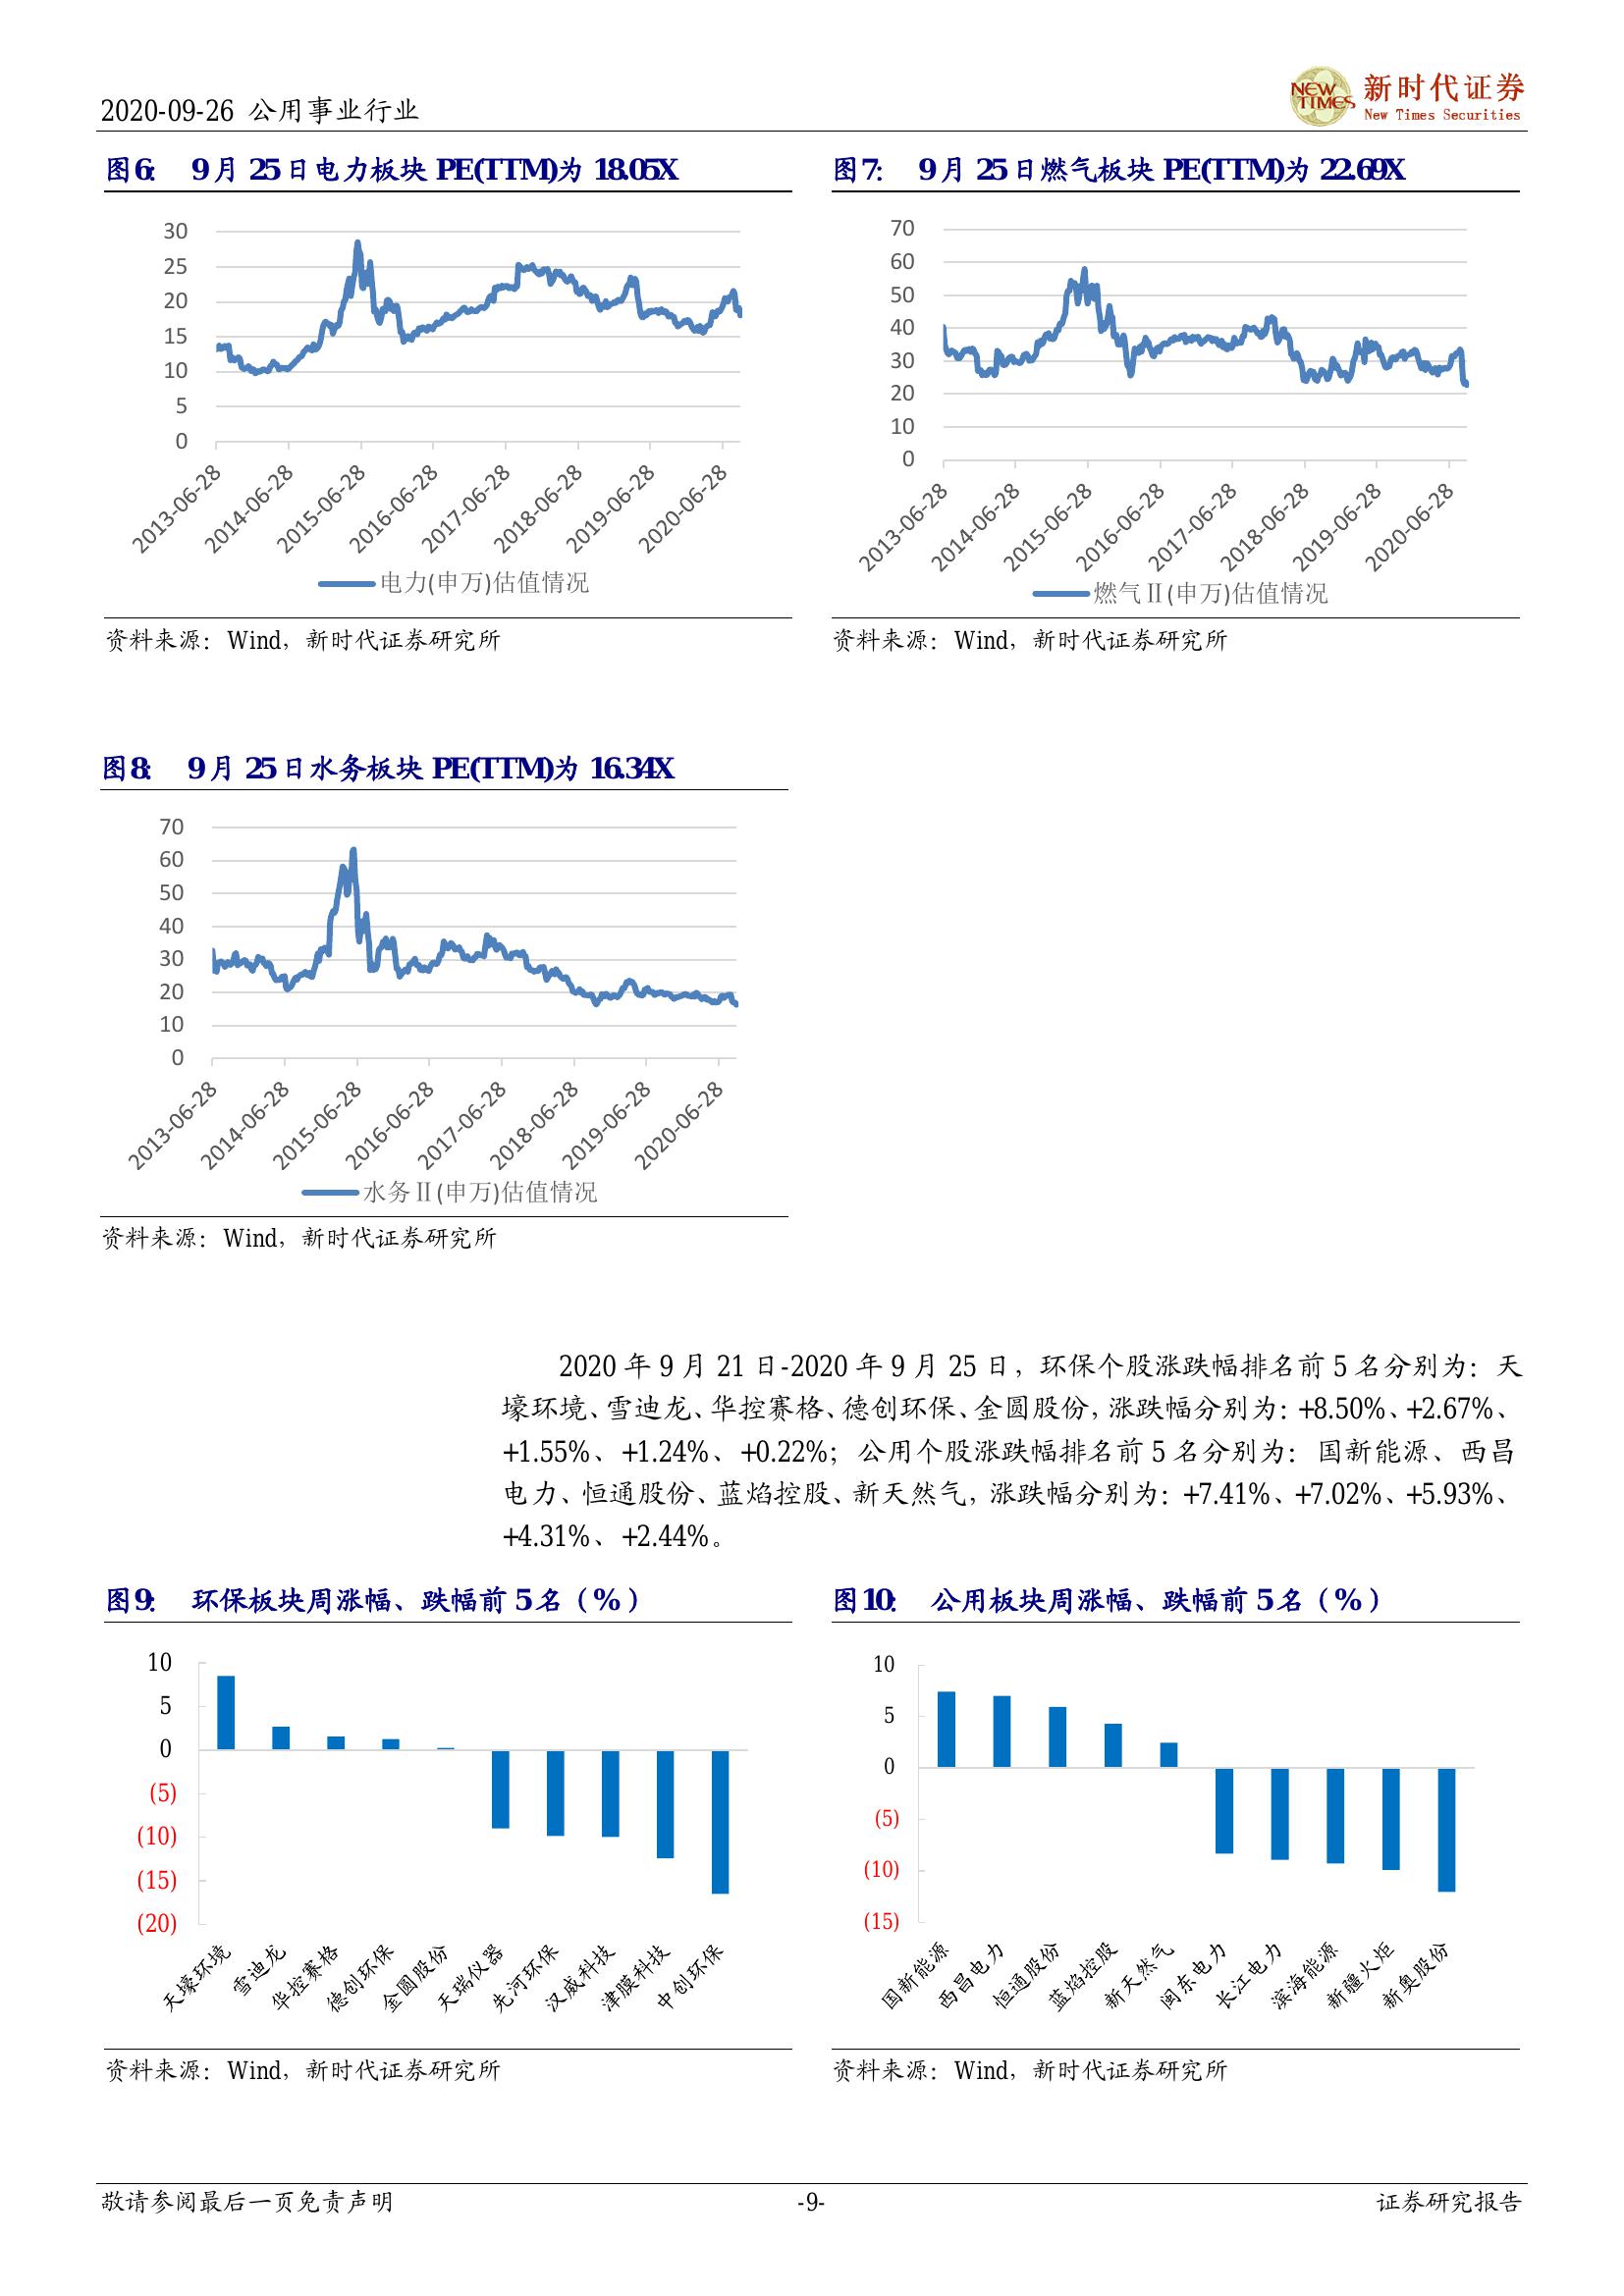 2020-09-26 公用事业行业
NEW TIMES 新时代证券
New Times Securities
图6： 9月25日电力板块PE(TTM)为18.05X
30
25
20
15
10
5
0
2013-06-28
2014-06-28
2015-06-28
2016-06-28
2017-06-28
2018-06-28
2019-06-28
2020-06-28
电力(申万)估值情况
资料来源：Wind，新时代证券研究所
图7： 9月25日燃气板块PE(TTM)为22.69X
70
60
50
40
30
20
10
0
2013-06-28
2014-06-28
2015-06-28
2016-06-28
2017-06-28
2018-06-28
2019-06-28
2020-06-28
燃气Ⅱ(申万)估值情况
资料来源：Wind，新时代证券研究所
图8： 9月25日水务板块PE(TTM)为16.34X
70
60
50
40
30
20
10
0
2013-06-28
2014-06-28
2015-06-28
2016-06-28
2017-06-28
2018-06-28
2019-06-28
2020-06-28
水务Ⅱ(申万)估值情况
资料来源：Wind，新时代证券研究所
2020年9月21日-2020年9月25日，环保个股涨跌幅排名前5名分别为：天
壕环境、雪迪龙、华控赛格、德创环保、金圆股份，涨跌幅分别为：+8.50%、+2.67%、
+1.55%、+1.24%、+0.22%；公用个股涨跌幅排名前5名分别为：国新能源、西昌
电力、恒通股份、蓝焰控股、新天然气，涨跌幅分别为：+7.41%、+7.02%、+5.93%、
+4.31%、+2.44%。
图9： 环保板块周涨幅、跌幅前5名（%）
10
5
0
(5)
(10)
(15)
(20)
天壕环境
雪迪龙
华控赛格
德创环保
金圆股份
天瑞仪器
先河环保
汉威科技
津膜科技
中创环保
资料来源：Wind，新时代证券研究所
图10： 公用板块周涨幅、跌幅前5名（%）
10
5
0
(5)
(10)
(15)
国新能源
西昌电力
恒通股份
蓝焰控股
新天然气
闽东电力
长江电力
滨海能源
新疆火炬
新奥股份
资料来源：Wind，新时代证券研究所
敬请参阅最后一页免责声明
-9-
证券研究报告